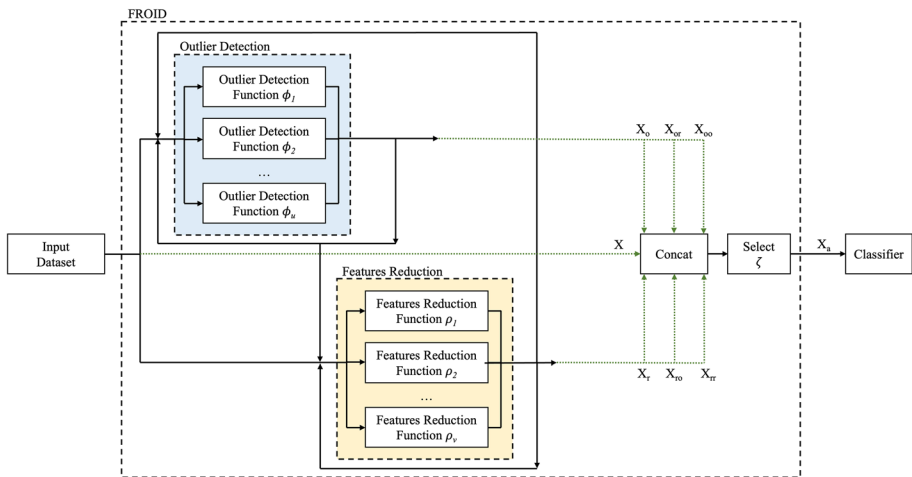 FROID
Outlier Detection
Outlier Detection
Function ϕ1
Outlier Detection
Function ϕ2
…
Outlier Detection
Function ϕu
Xo Xor Xoo
Input
Dataset
X
Concat
Select
ζ
Xa
Classifier
Features Reduction
Features Reduction
Function ρ1
Features Reduction
Function ρ2
…
Features Reduction
Function ρv
Xr Xro Xrr